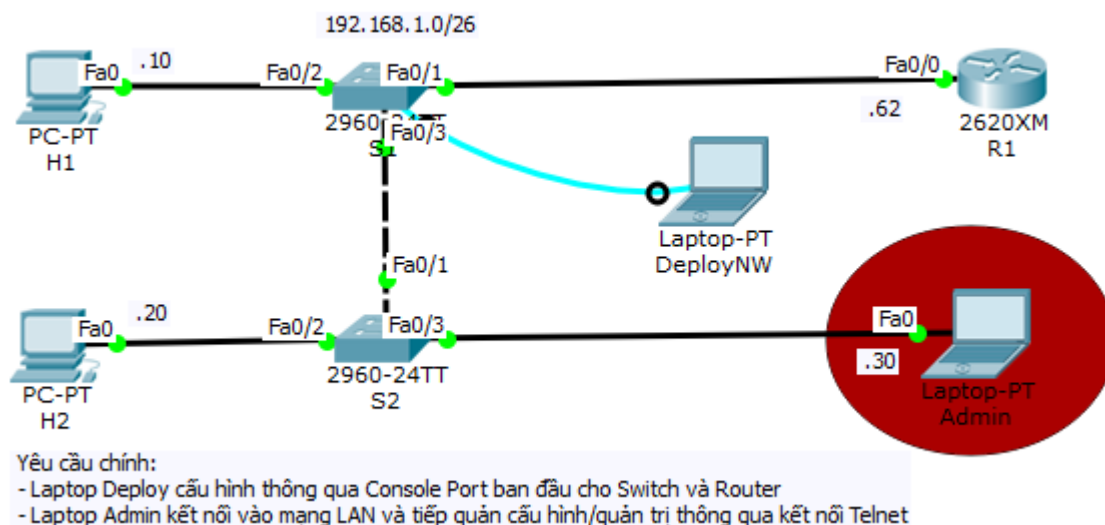 192.168.1.0/26
Fa0
.10
Fa0/2
Fa0/1
Fa0/0
PC-PT
H1
2960-24TT
S1
Fa0/3
.62
2620XM
R1
Laptop-PT
DeployNW
Fa0/1
Fa0
.20
Fa0/2
Fa0/3
Fa0
.30
PC-PT
H2
2960-24TT
S2
Laptop-PT
Admin
Yêu cầu chính:
- Laptop Deploy cấu hình thông qua Console Port ban đầu cho Switch và Router
- Laptop Admin kết nối vào mạng LAN và tiếp quản cấu hình/quản trị thông qua kết nối Telnet